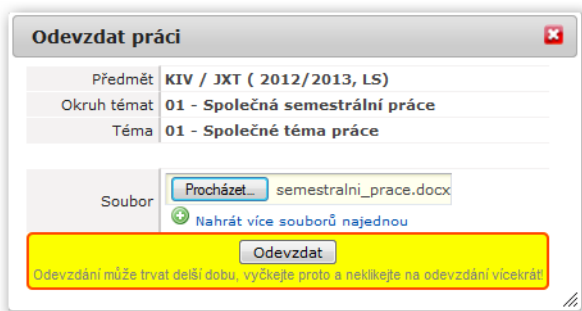 Odevzdat práci
Předmět KIV / JXT ( 2012/2013, LS)
Okruh témat 01 - Společná semestrální práce
Téma 01 - Společné téma práce
Soubor Procházet... semestralni_prace.docx
Nahrát více souborů najednou
Odevzdat
Odevzdání může trvat delší dobu, vyčkejte proto a neklikejte na odevzdání vícekrát!